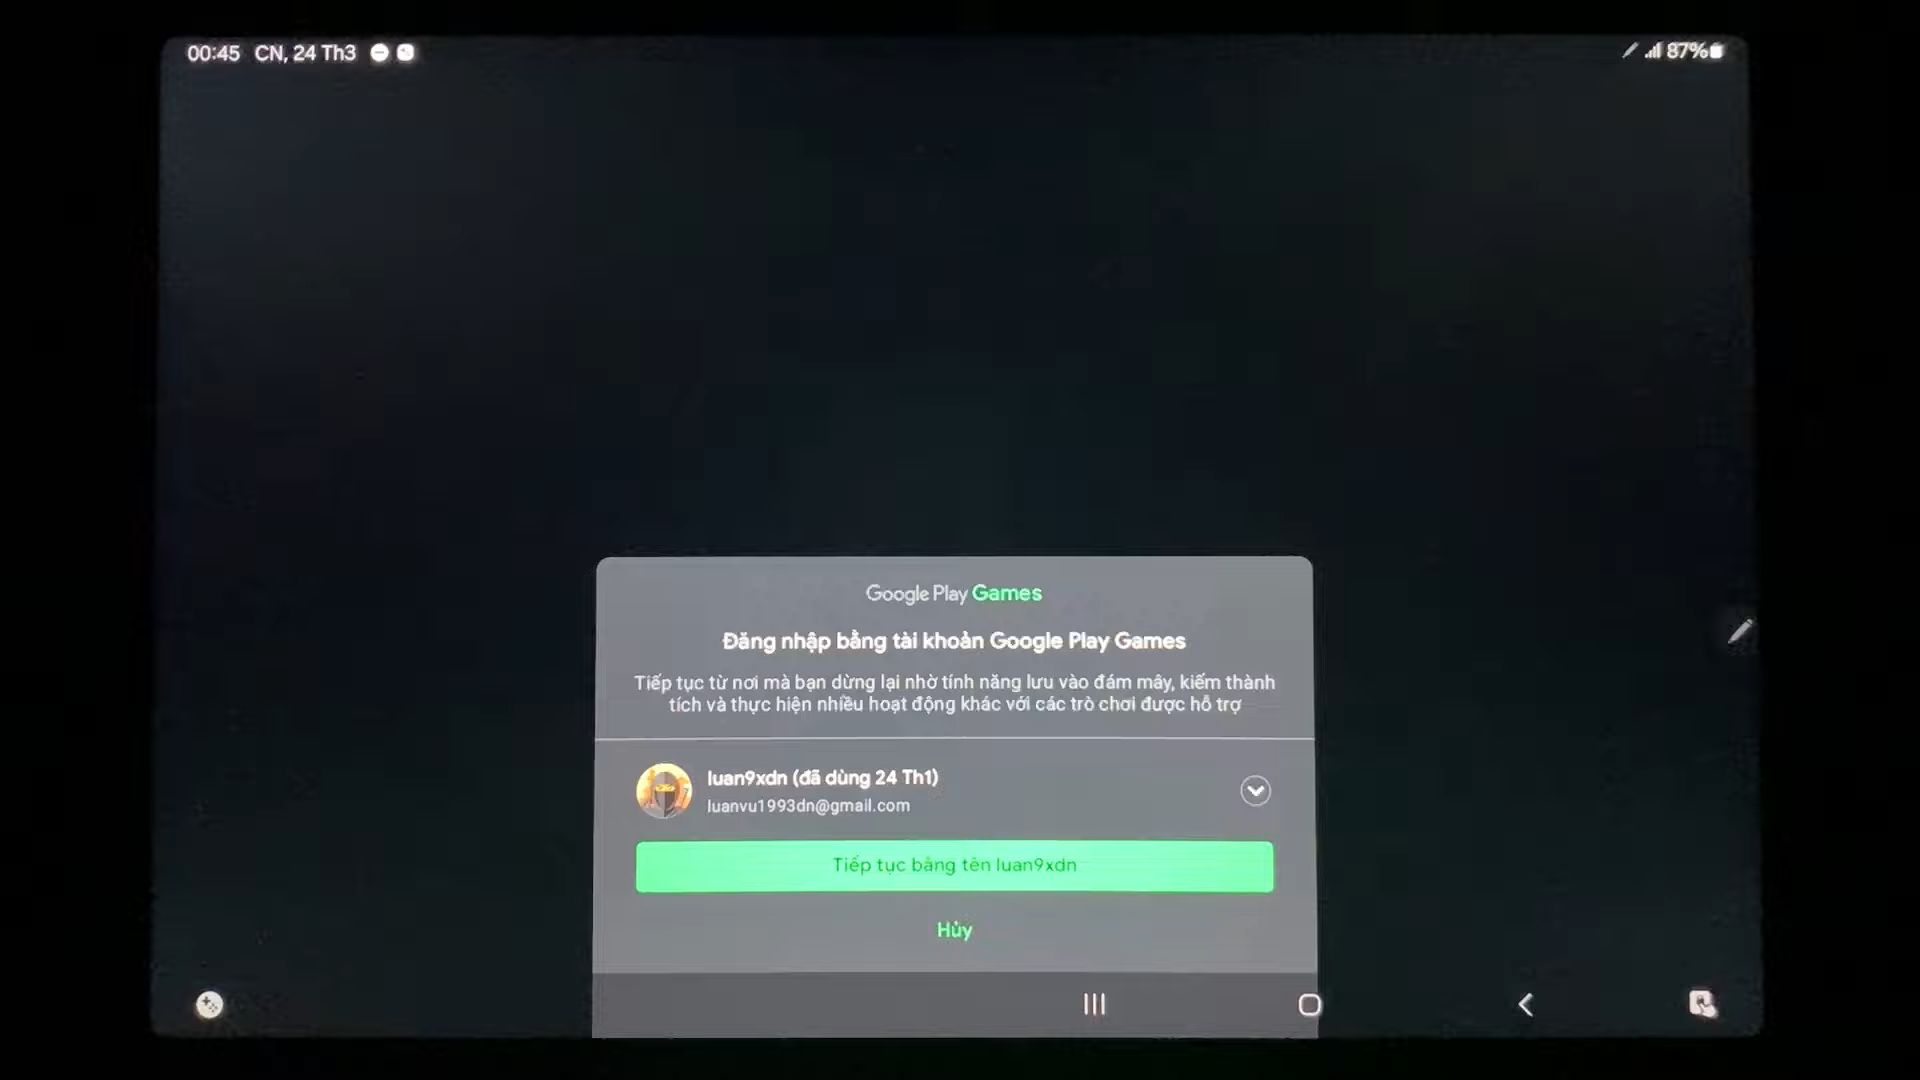 00:45 CN, 24 Th3
87%
Google Play Games
Đăng nhập bằng tài khoản Google Play Games
Tiếp tục từ nơi mà bạn dừng lại nhờ tính năng lưu vào đám mây, kiếm thành
tích và thực hiện nhiều hoạt động khác với các trò chơi được hỗ trợ
luan9xdn (đã dùng 24 Th1)
luanvu1993dn@gmail.com
Tiếp tục bằng tên luan9xdn
Hủy